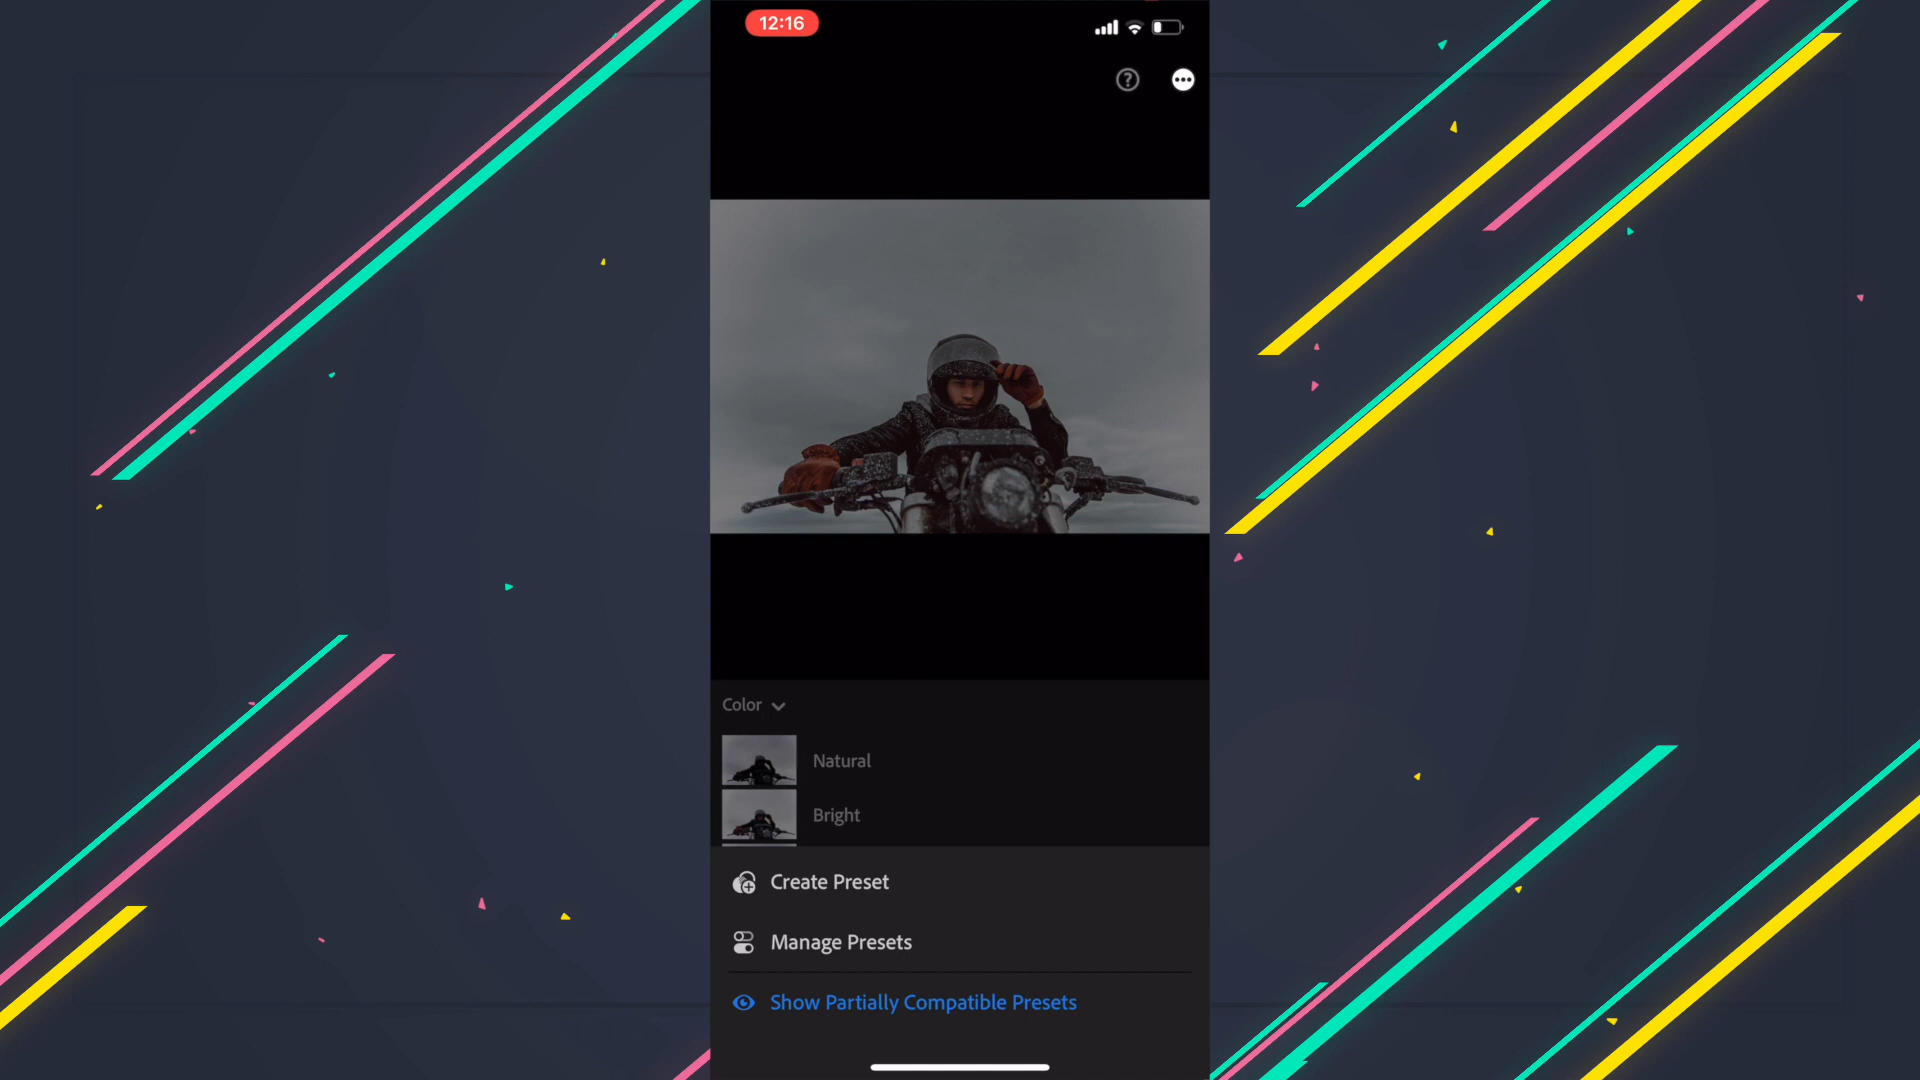 12:16
Color
Natural
Bright
Create Preset
Manage Presets
Show Partially Compatible Presets